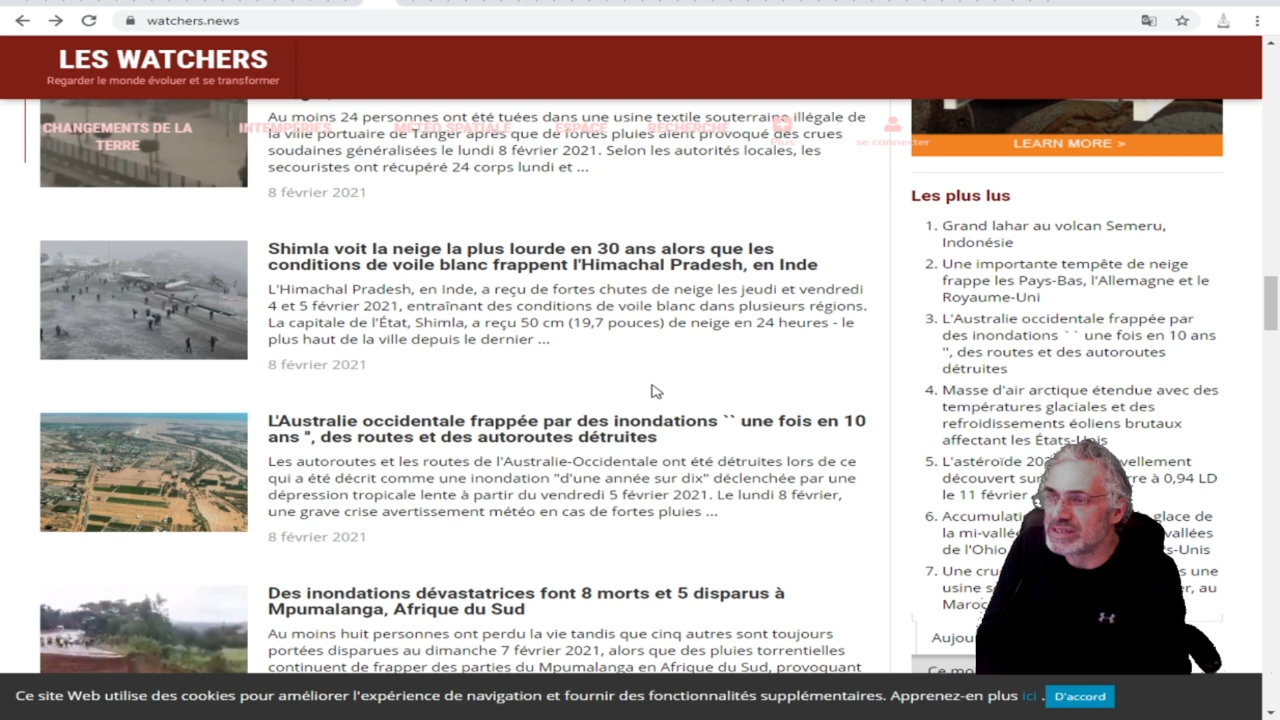 watchers.news
LES WATCHERS
Regarder le monde évoluer et se transformer
CHANGEMENTS DE LA
TERRE
INTEMPÉRIES
MÉTÉO SPATIALE
ESPACE
RECHERCHE
Plus
se connecter
Au moins 24 personnes ont été tuées dans une usine textile souterraine illégale de
la ville portuaire de Tanger après que de fortes pluies aient provoqué des crues
soudaines généralisées le lundi 8 février 2021. Selon les autorités locales, les
secouristes ont récupéré 24 corps lundi et ...
8 février 2021
Shimla voit la neige la plus lourde en 30 ans alors que les
conditions de voile blanc frappent l'Himachal Pradesh, en Inde
L'Himachal Pradesh, en Inde, a reçu de fortes chutes de neige les jeudi et vendredi
4 et 5 février 2021, entraînant des conditions de voile blanc dans plusieurs régions.
La capitale de l'État, Shimla, a reçu 50 cm (19,7 pouces) de neige en 24 heures - le
plus haut de la ville depuis le dernier ...
8 février 2021
L'Australie occidentale frappée par des inondations `` une fois en 10
ans '', des routes et des autoroutes détruites
Les autoroutes et les routes de l'Australie-Occidentale ont été détruites lors de ce
qui a été décrit comme une inondation "d'une année sur dix" déclenchée par une
dépression tropicale lente à partir du vendredi 5 février 2021. Le lundi 8 février,
une grave crise avertissement météo en cas de fortes pluies ...
8 février 2021
Des inondations dévastatrices font 8 morts et 5 disparus à
Mpumalanga, Afrique du Sud
Au moins huit personnes ont perdu la vie tandis que cinq autres sont toujours
portées disparues au dimanche 7 février 2021, alors que des pluies torrentielles
continuent de frapper des parties du Mpumalanga en Afrique du Sud, provoquant
LEARN MORE >
Les plus lus
1. Grand lahar au volcan Semeru,
Indonésie
2. Une importante tempête de neige
frappe les Pays-Bas, l'Allemagne et le
Royaume-Uni
3. L'Australie occidentale frappée par
des inondations `` une fois en 10 ans
'', des routes et des autoroutes
détruites
4. Masse d'air arctique étendue avec des
températures glaciales et des
refroidissements éoliens brutaux
affectant les États-Unis
5. L'astéroïde
à 0,94 LD
le 11 février
6. glace de
la mi-vallée
de l'Ohio
7. Une
usine
Maroc
Ce site Web utilise des cookies pour améliorer l'expérience de navigation et fournir des fonctionnalités supplémentaires. Apprenez-en plus ici . D'accord